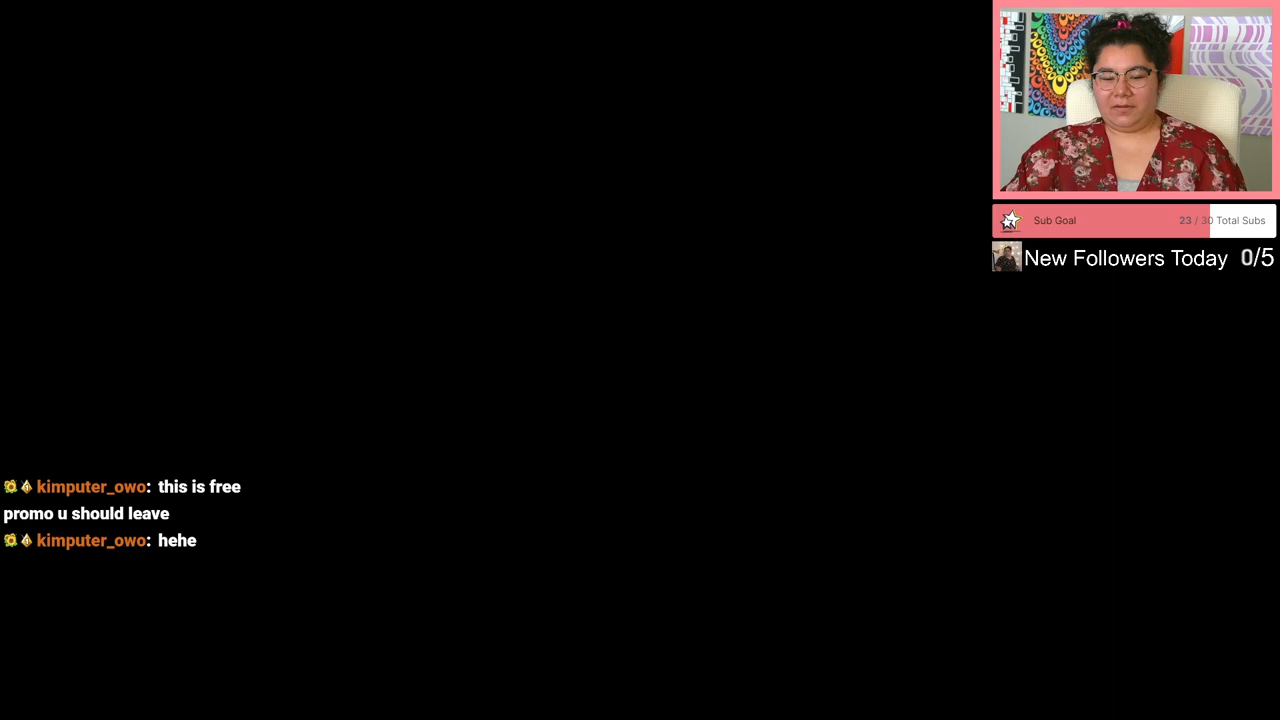 Sub Goal 23 / 30 Total Subs
New Followers Today 0/5
kimputer_owo: this is free
promo u should leave
kimputer_owo: hehe